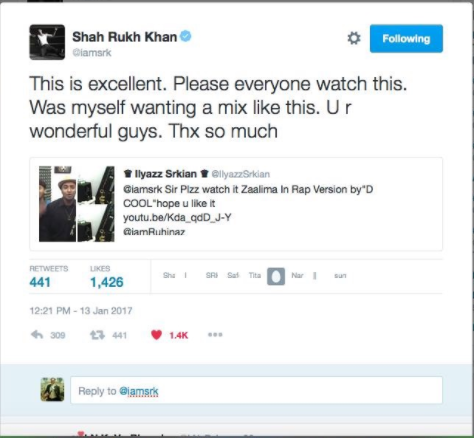 Shah Rukh Khan
@iamsrk
Following
This is excellent. Please everyone watch this.
Was myself wanting a mix like this. U r
wonderful guys. Thx so much
♛ Ilyazz Srkian ♛ @IlyazzSrkian
@iamsrk Sir Plzz watch it Zaalima In Rap Version by"D
COOL"hope u like it
youtu.be/Kda_qdD_J-Y
@iamRuhinaz
RETWEETS LIKES
441 1,426
12:21 PM - 13 Jan 2017
309 441 1.4K •••
Reply to @iamsrk